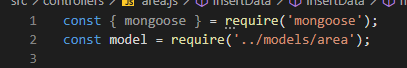 src > controllers > area.js > insertData > insertData
1 const { mongoose } = require('mongoose');
2 const model = require('../models/area');
3